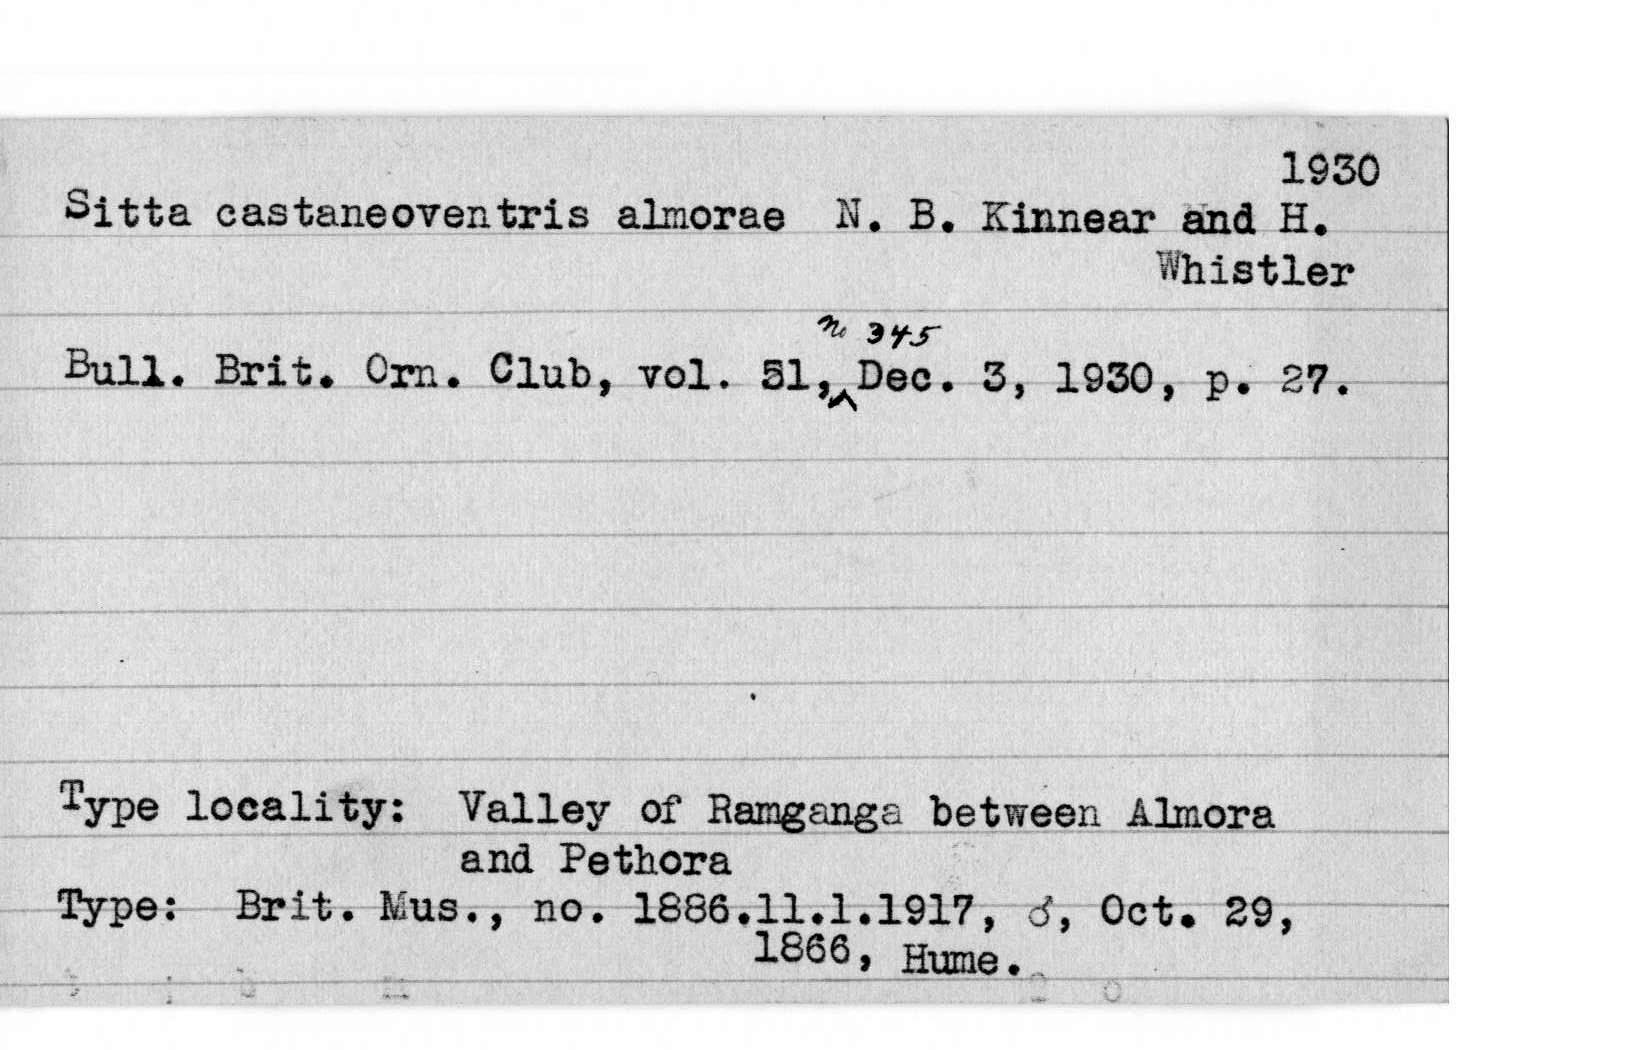 1930
Sitta castaneoventris almorae N. B. Kinnear and H.
Whistler
no 345
Bull. Brit. Orn. Club, vol. 51,^Dec. 3, 1930, p. 27.
Type locality: Valley of Ramganga between Almora
and Pethora
Type: Brit. Mus., no. 1886.11.1.1917, ♂, Oct. 29,
1866, Hume.